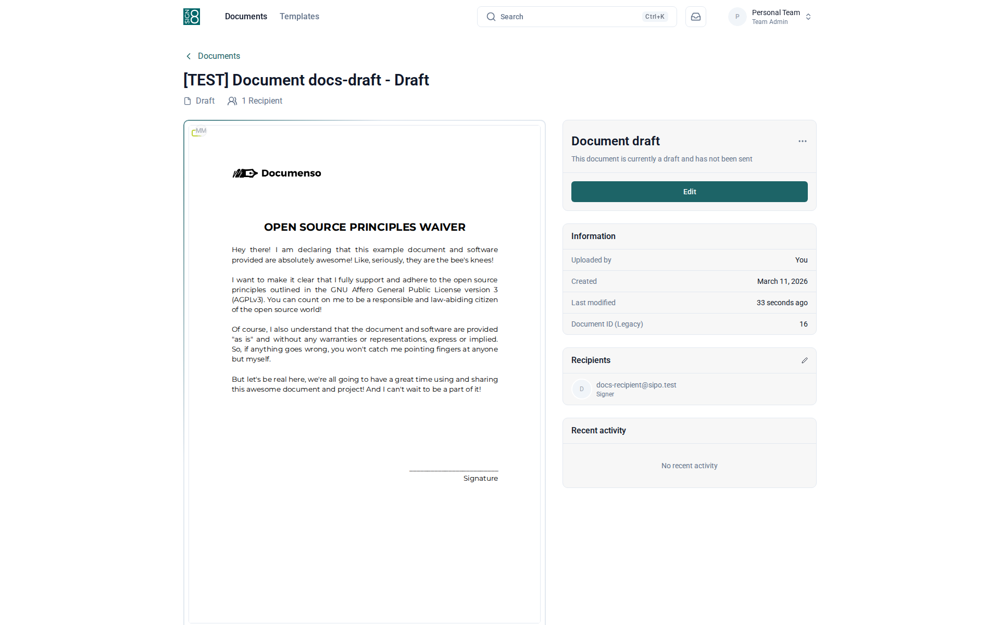 SIGN8
Documents
Templates
Search
Ctrl+K
P
Personal Team
Team Admin
Documents
[TEST] Document docs-draft - Draft
Draft
1 Recipient
MM
Documenso
OPEN SOURCE PRINCIPLES WAIVER
Hey there! I am declaring that this example document and software
provided are absolutely awesome! Like, seriously, they are the bee's knees!
I want to make it clear that I fully support and adhere to the open source
principles outlined in the GNU Affero General Public License version 3
(AGPLv3). You can count on me to be a responsible and law-abiding citizen
of the open source world!
Of course, I also understand that the document and software are provided
"as is" and without any warranties or representations, express or implied.
So, if anything goes wrong, you won't catch me pointing fingers at anyone
but myself.
But let's be real here, we're all going to have a great time using and sharing
this awesome document and project! And I can't wait to be a part of it!
Signature
Document draft
This document is currently a draft and has not been sent
Edit
Information
Uploaded by You
Created March 11, 2026
Last modified 33 seconds ago
Document ID (Legacy) 16
Recipients
D
docs-recipient@sipo.test
Signer
Recent activity
No recent activity